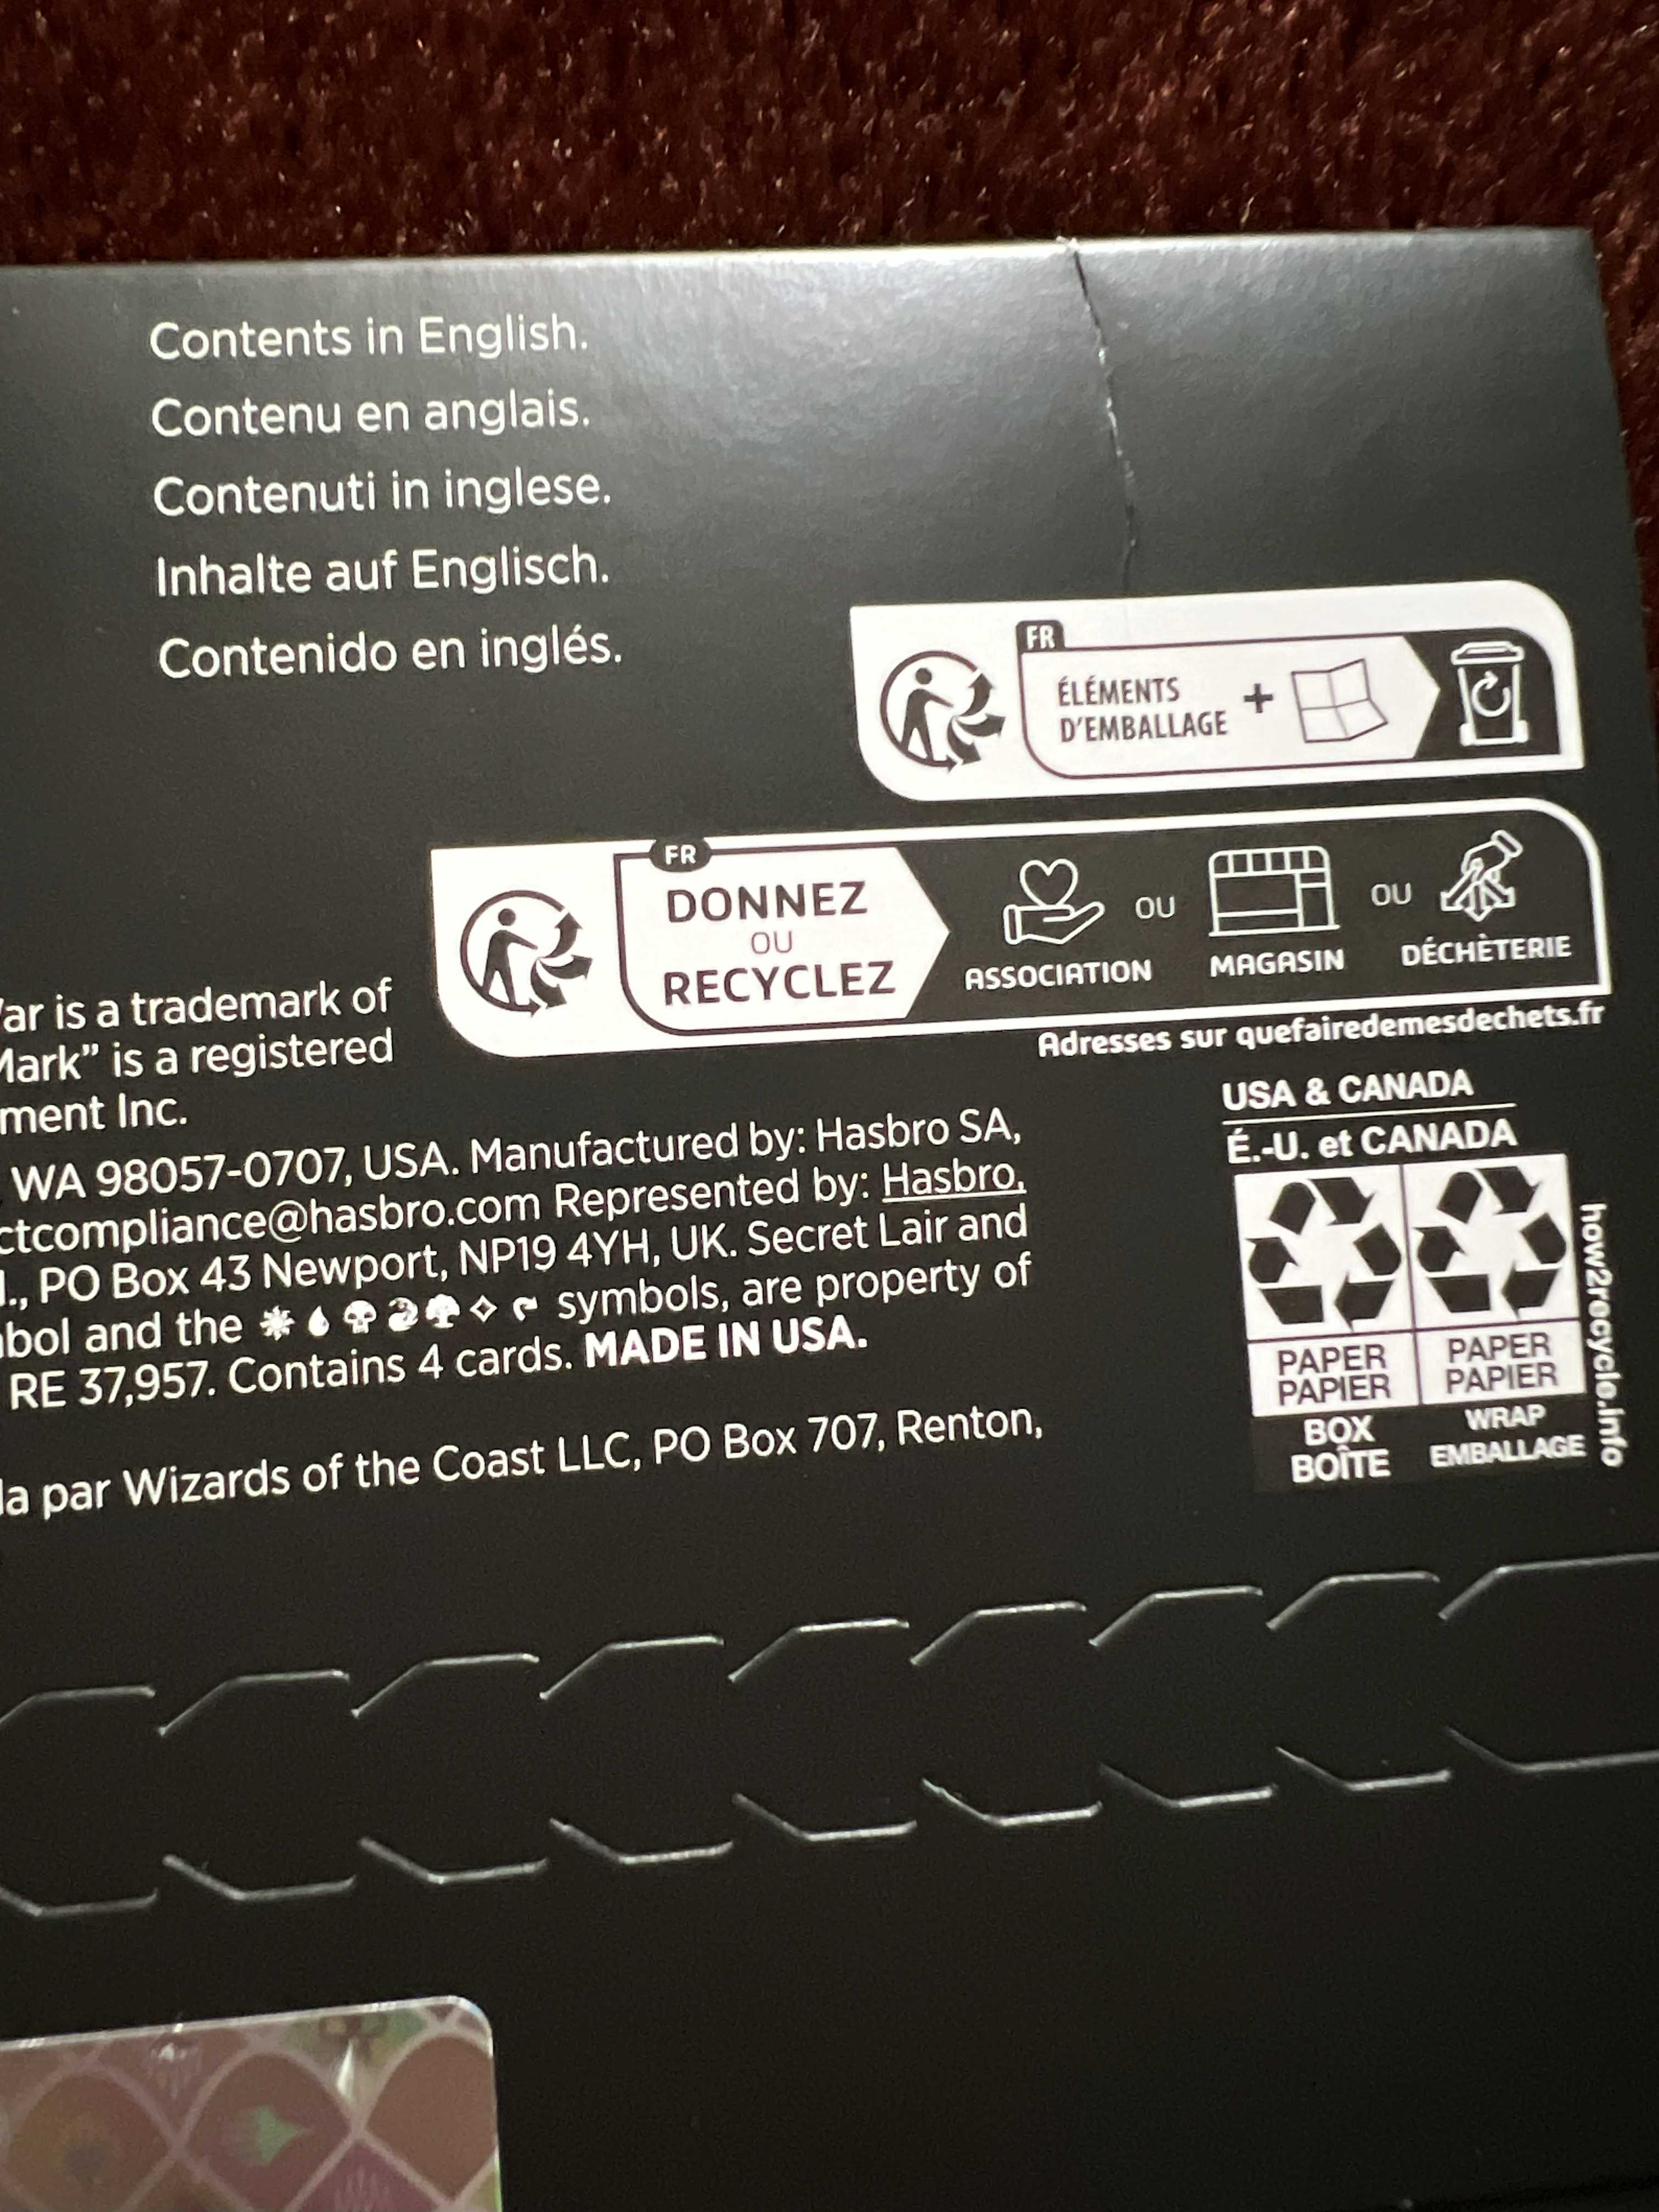 Contents in English.
Contenu en anglais.
Contenuti in inglese.
Inhalte auf Englisch.
Contenido en inglés.
FR
ÉLÉMENTS
D'EMBALLAGE +
FR
DONNEZ
OU
RECYCLEZ
ASSOCIATION OU MAGASIN OU DÉCHÈTERIE
Adresses sur quefairedemesdechets.fr
ar is a trademark of
Mark” is a registered
ment Inc.
WA 98057-0707, USA. Manufactured by: Hasbro SA,
ctcompliance@hasbro.com Represented by: Hasbro,
., PO Box 43 Newport, NP19 4YH, UK. Secret Lair and
bol and the symbols, are property of
RE 37,957. Contains 4 cards. MADE IN USA.
la par Wizards of the Coast LLC, PO Box 707, Renton,
USA & CANADA
É.-U. et CANADA
PAPER PAPER
PAPIER PAPIER
BOX WRAP
BOÎTE EMBALLAGE
how2recycle.info